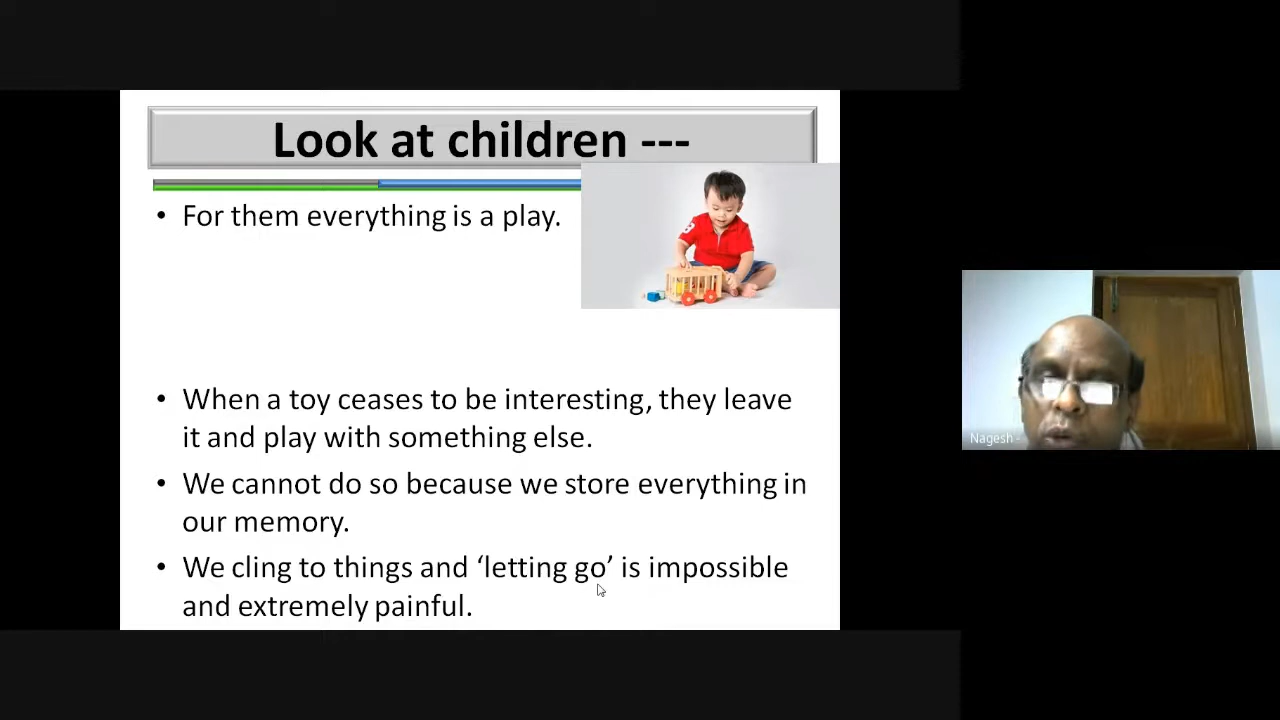 Look at children ---
• For them everything is a play.
• When a toy ceases to be interesting, they leave
it and play with something else.
• We cannot do so because we store everything in
our memory.
• We cling to things and ‘letting go’ is impossible
and extremely painful.
Nagesh -